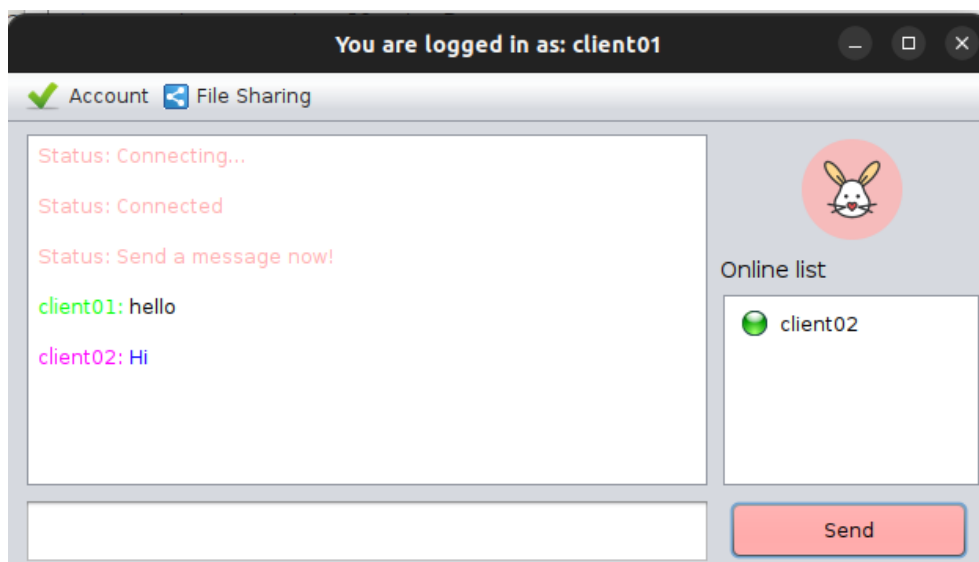 You are logged in as: client01
Account File Sharing
Status: Connecting...
Status: Connected
Status: Send a message now!
client01: hello
client02: Hi
Online list
client02
Send